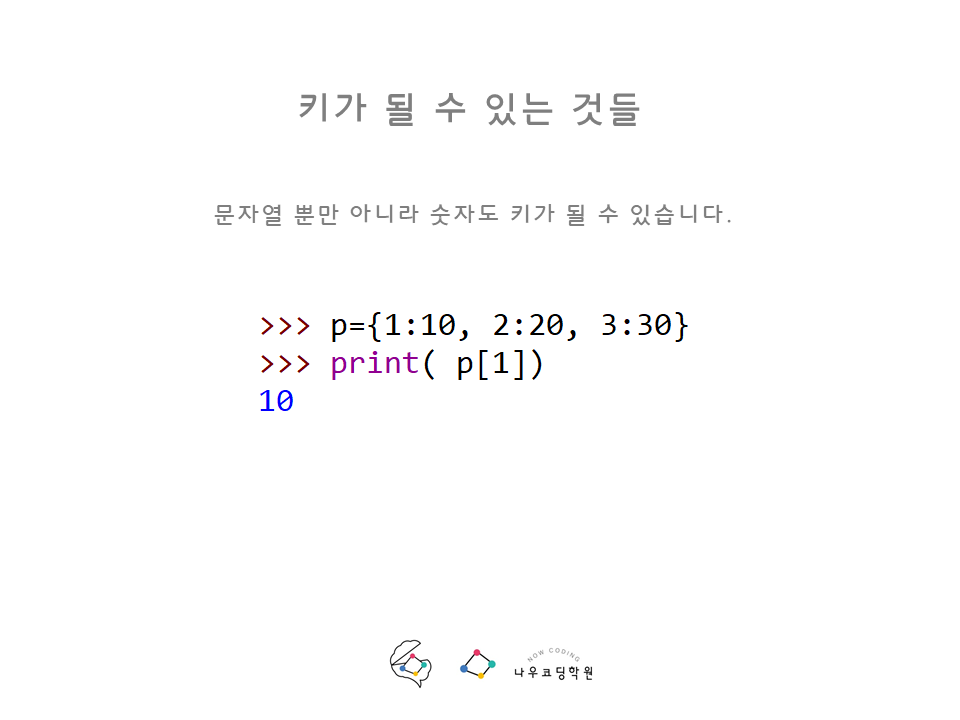 키가 될 수 있는 것들
문자열 뿐만 아니라 숫자도 키가 될 수 있습니다.
>>> p={1:10, 2:20, 3:30}
>>> print( p[1])
10
NOW CODING
나우코딩학원